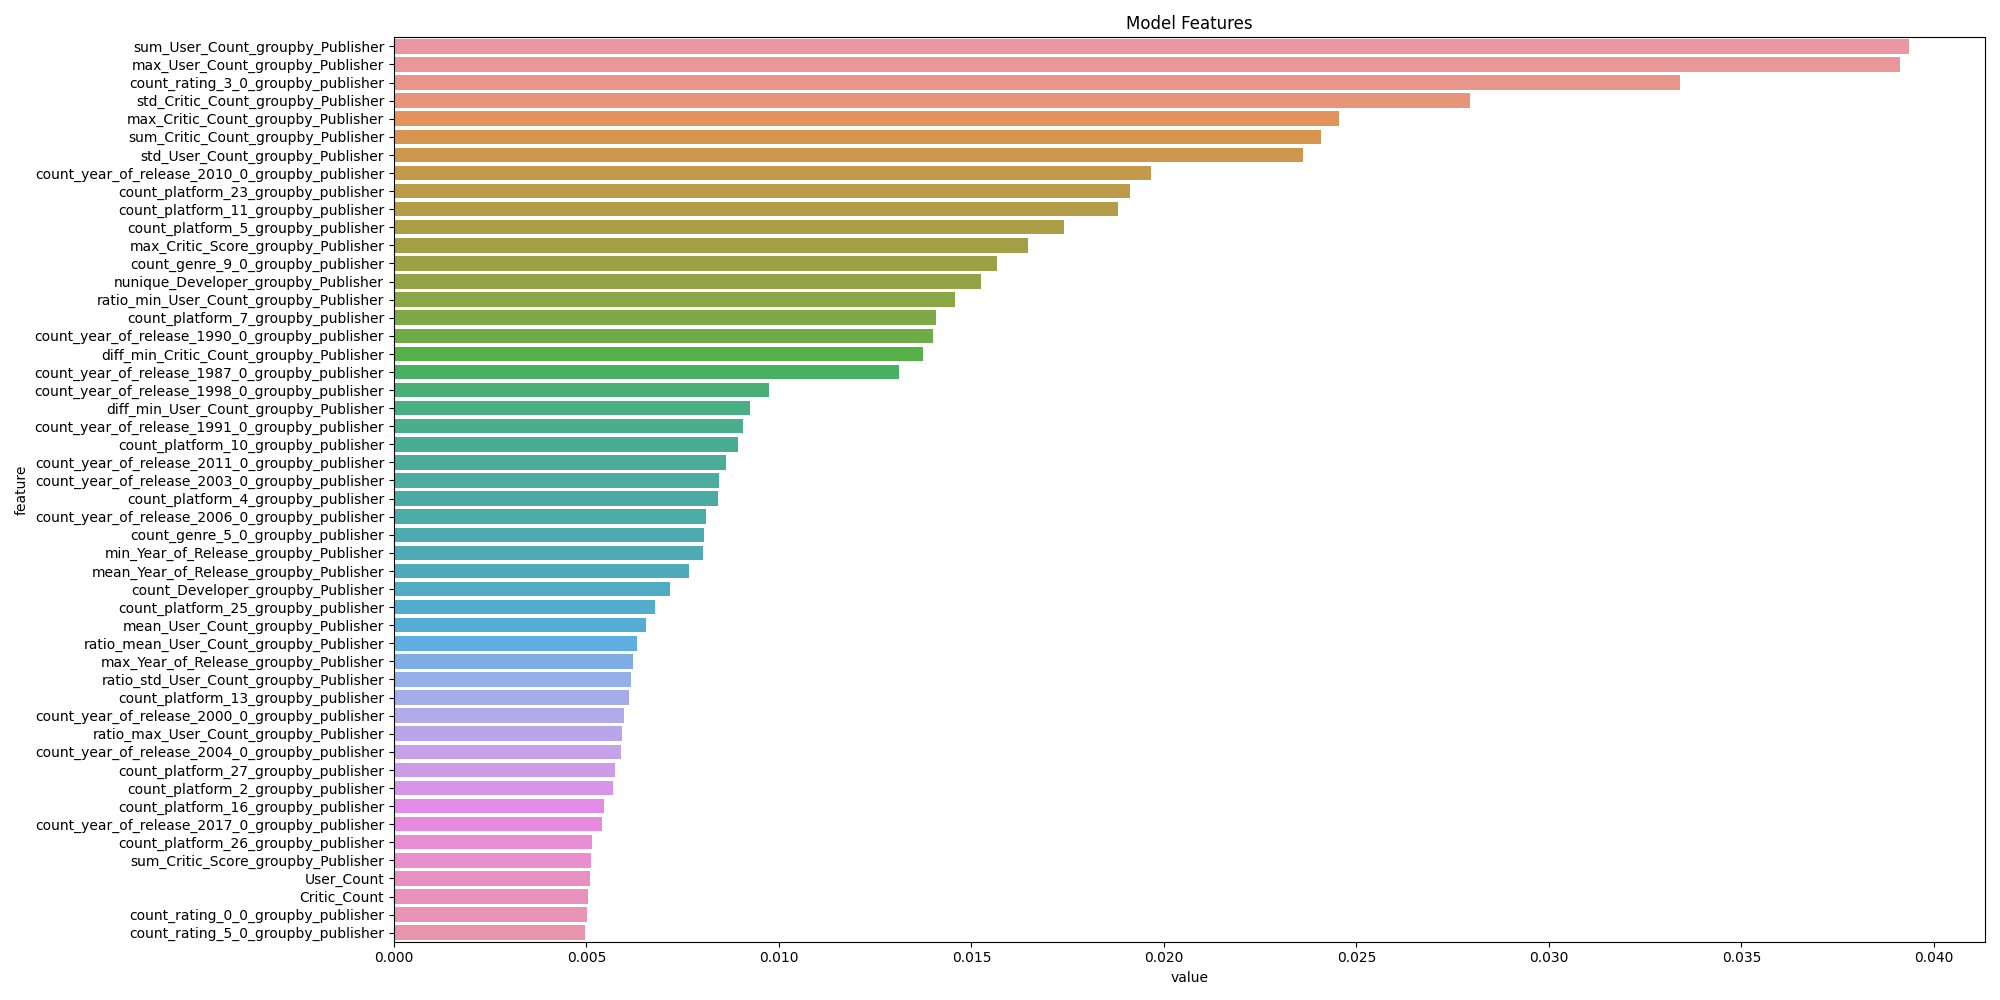 Model Features
feature
sum_User_Count_groupby_Publisher
max_User_Count_groupby_Publisher
count_rating_3_0_groupby_publisher
std_Critic_Count_groupby_Publisher
max_Critic_Count_groupby_Publisher
sum_Critic_Count_groupby_Publisher
std_User_Count_groupby_Publisher
count_year_of_release_2010_0_groupby_publisher
count_platform_23_groupby_publisher
count_platform_11_groupby_publisher
count_platform_5_groupby_publisher
max_Critic_Score_groupby_Publisher
count_genre_9_0_groupby_publisher
nunique_Developer_groupby_Publisher
ratio_min_User_Count_groupby_Publisher
count_platform_7_groupby_publisher
count_year_of_release_1990_0_groupby_publisher
diff_min_Critic_Count_groupby_Publisher
count_year_of_release_1987_0_groupby_publisher
count_year_of_release_1998_0_groupby_publisher
diff_min_User_Count_groupby_Publisher
count_year_of_release_1991_0_groupby_publisher
count_platform_10_groupby_publisher
count_year_of_release_2011_0_groupby_publisher
count_year_of_release_2003_0_groupby_publisher
count_platform_4_groupby_publisher
count_year_of_release_2006_0_groupby_publisher
count_genre_5_0_groupby_publisher
min_Year_of_Release_groupby_Publisher
mean_Year_of_Release_groupby_Publisher
count_Developer_groupby_Publisher
count_platform_25_groupby_publisher
mean_User_Count_groupby_Publisher
ratio_mean_User_Count_groupby_Publisher
max_Year_of_Release_groupby_Publisher
ratio_std_User_Count_groupby_Publisher
count_platform_13_groupby_publisher
count_year_of_release_2000_0_groupby_publisher
ratio_max_User_Count_groupby_Publisher
count_year_of_release_2004_0_groupby_publisher
count_platform_27_groupby_publisher
count_platform_2_groupby_publisher
count_platform_16_groupby_publisher
count_year_of_release_2017_0_groupby_publisher
count_platform_26_groupby_publisher
sum_Critic_Score_groupby_Publisher
User_Count
Critic_Count
count_rating_0_0_groupby_publisher
count_rating_5_0_groupby_publisher
0.000 0.005 0.010 0.015 0.020 0.025 0.030 0.035 0.040
value